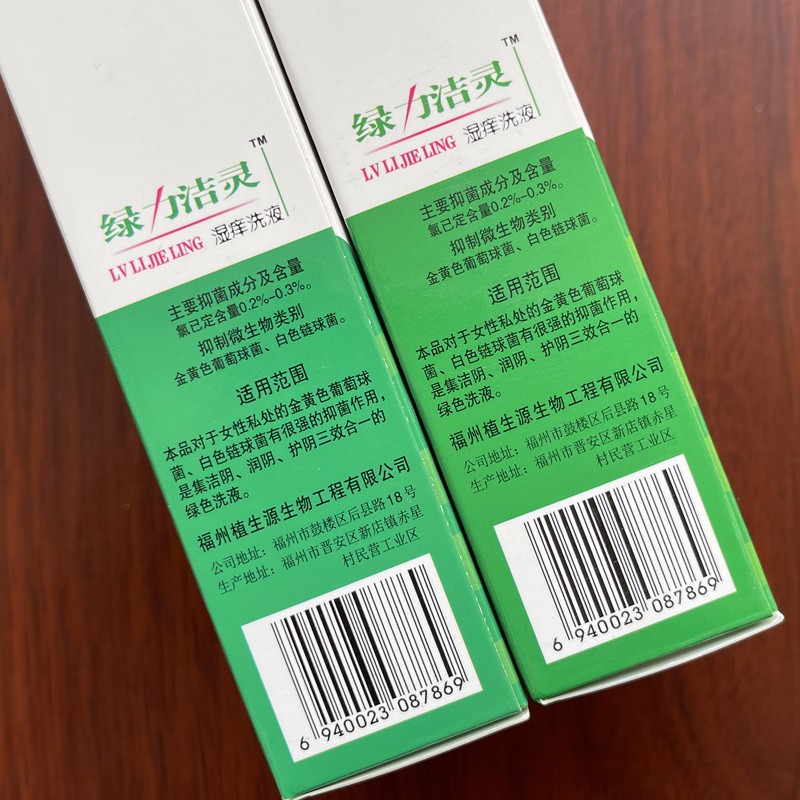 绿力洁灵
TM
LV LI JIE LING 湿痒洗液
主要抑菌成分及含量
氯已定含量0.2%-0.3%。
抑制微生物类别
金黄色葡萄球菌、白色链球菌。
适用范围
本品对于女性私处的金黄色葡萄球
菌、白色链球菌有很强的抑菌作用，
是集洁阴、润阴、护阴三效合一的
绿色洗液。
福州植生源生物工程有限公司
公司地址：福州市鼓楼区后县路18号
生产地址：福州市晋安区新店镇赤星
村民营工业区
6 940023 087869
绿力洁灵
TM
LV LI JIE LING 湿痒洗液
主要抑菌成分及含量
氯已定含量0.2%-0.3%。
抑制微生物类别
金黄色葡萄球菌、白色链球菌。
适用范围
本品对于女性私处的金黄色葡萄球
菌、白色链球菌有很强的抑菌作用，
是集洁阴、润阴、护阴三效合一的
绿色洗液。
福州植生源生物工程有限公司
公司地址：福州市鼓楼区后县路18号
生产地址：福州市晋安区新店镇赤星
村民营工业区
6 940023 087869